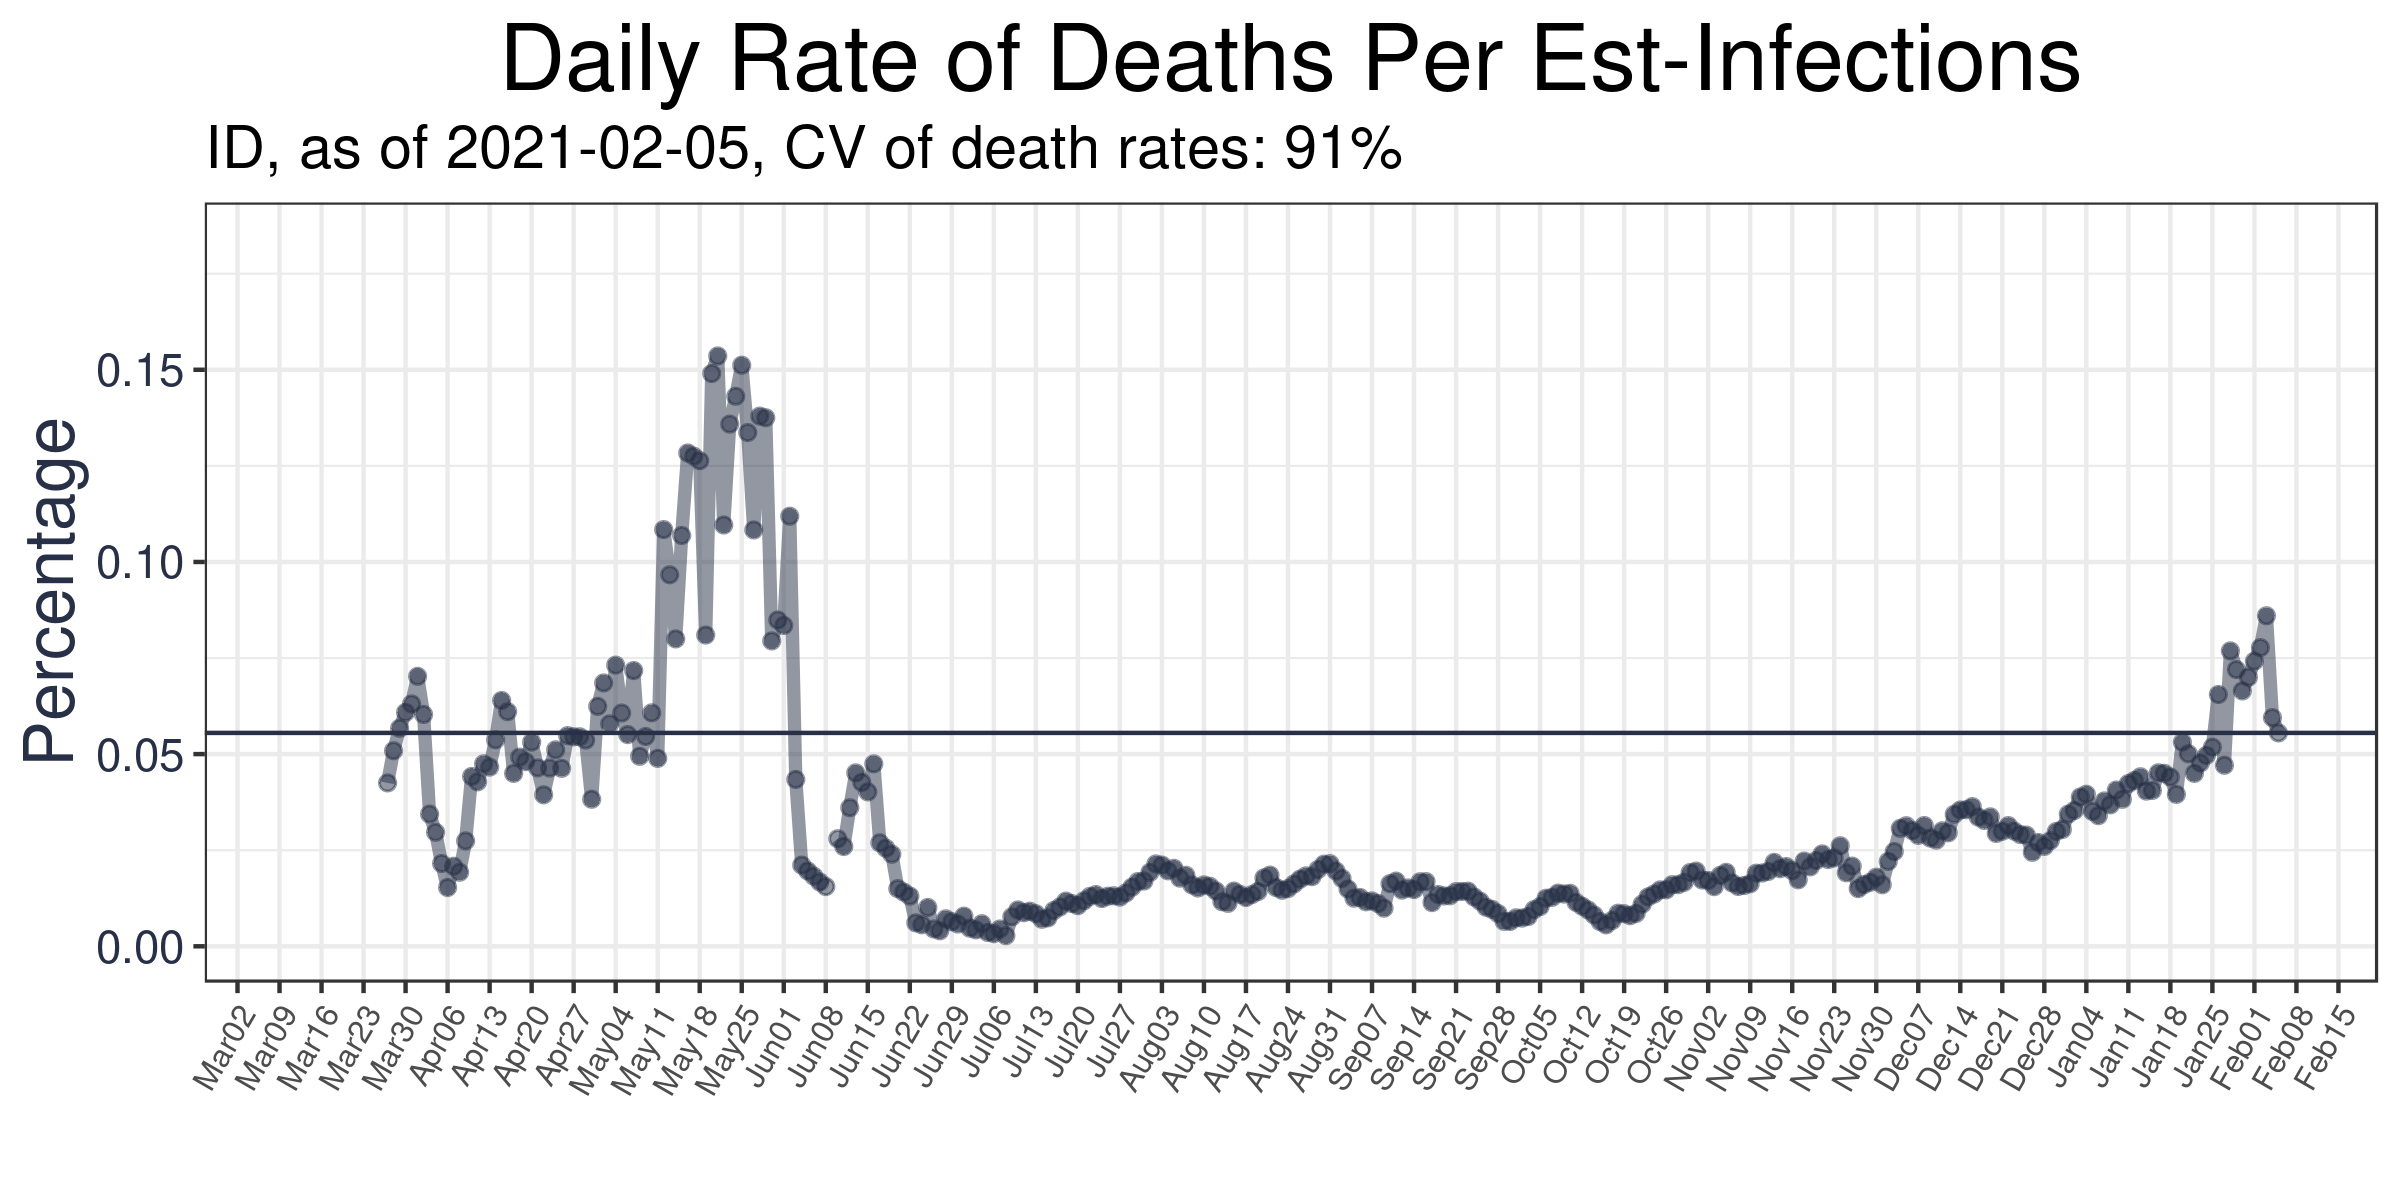 Daily Rate of Deaths Per Est-Infections
ID, as of 2021-02-05, CV of death rates: 91%
Percentage
0.15
0.10
0.05
0.00
Mar02
Mar09
Mar16
Mar23
Mar30
Apr06
Apr13
Apr20
Apr27
May04
May11
May18
May25
Jun01
Jun08
Jun15
Jun22
Jun29
Jul06
Jul13
Jul20
Jul27
Aug03
Aug10
Aug17
Aug24
Aug31
Sep07
Sep14
Sep21
Sep28
Oct05
Oct12
Oct19
Oct26
Nov02
Nov09
Nov16
Nov23
Nov30
Dec07
Dec14
Dec21
Dec28
Jan04
Jan11
Jan18
Jan25
Feb01
Feb08
Feb15